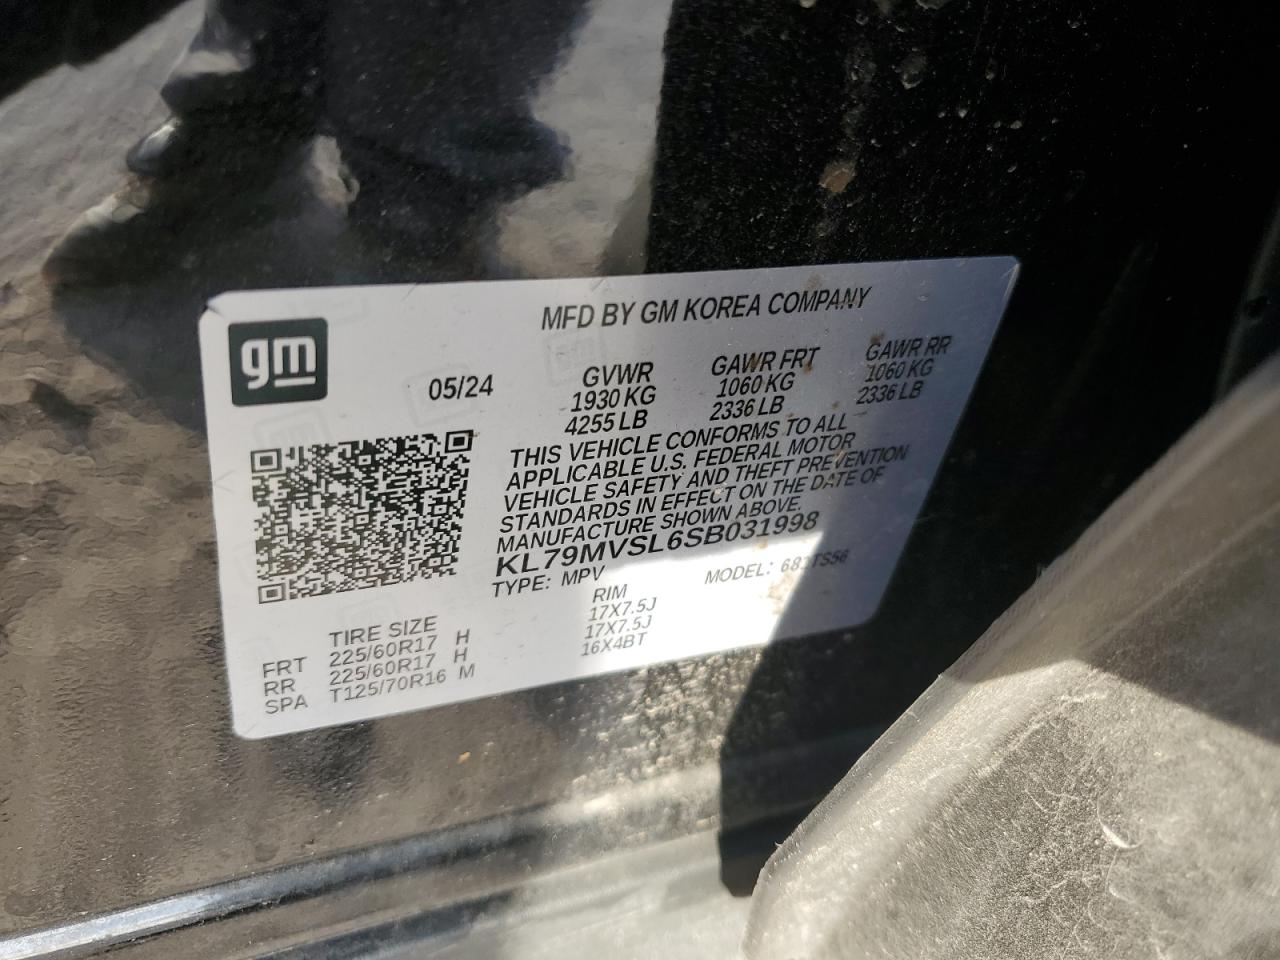 MFD BY GM KOREA COMPANY
gm
05/24
GVWR GAWR FRT GAWR RR
1930 KG 1060 KG 1060 KG
4255 LB 2336 LB 2336 LB
THIS VEHICLE CONFORMS TO ALL
APPLICABLE U.S. FEDERAL MOTOR
VEHICLE SAFETY AND THEFT PREVENTION
STANDARDS IN EFFECT ON THE DATE OF
MANUFACTURE SHOWN ABOVE.
KL79MVSL6SB031998
TYPE: MPV MODEL:
TIRE SIZE RIM
FRT 225/60R17 H 17X7.5J
RR 225/60R17 H 17X7.5J
SPA T125/70R16 M 16X4BT